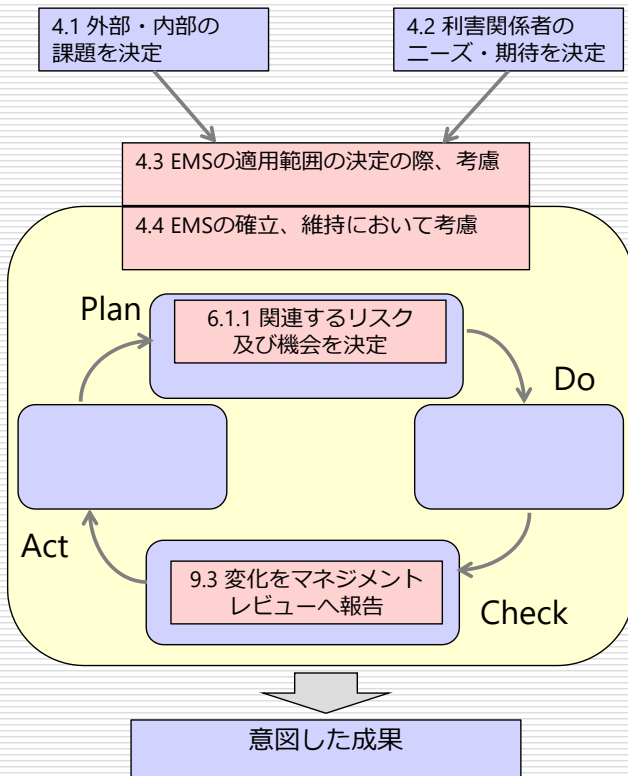 4.1 外部・内部の
課題を決定
4.2 利害関係者の
ニーズ・期待を決定
4.3 EMSの適用範囲の決定の際、考慮
4.4 EMSの確立、維持において考慮
Plan
6.1.1 関連するリスク
及び機会を決定
Do
Act
9.3 変化をマネジメント
レビューへ報告
Check
意図した成果